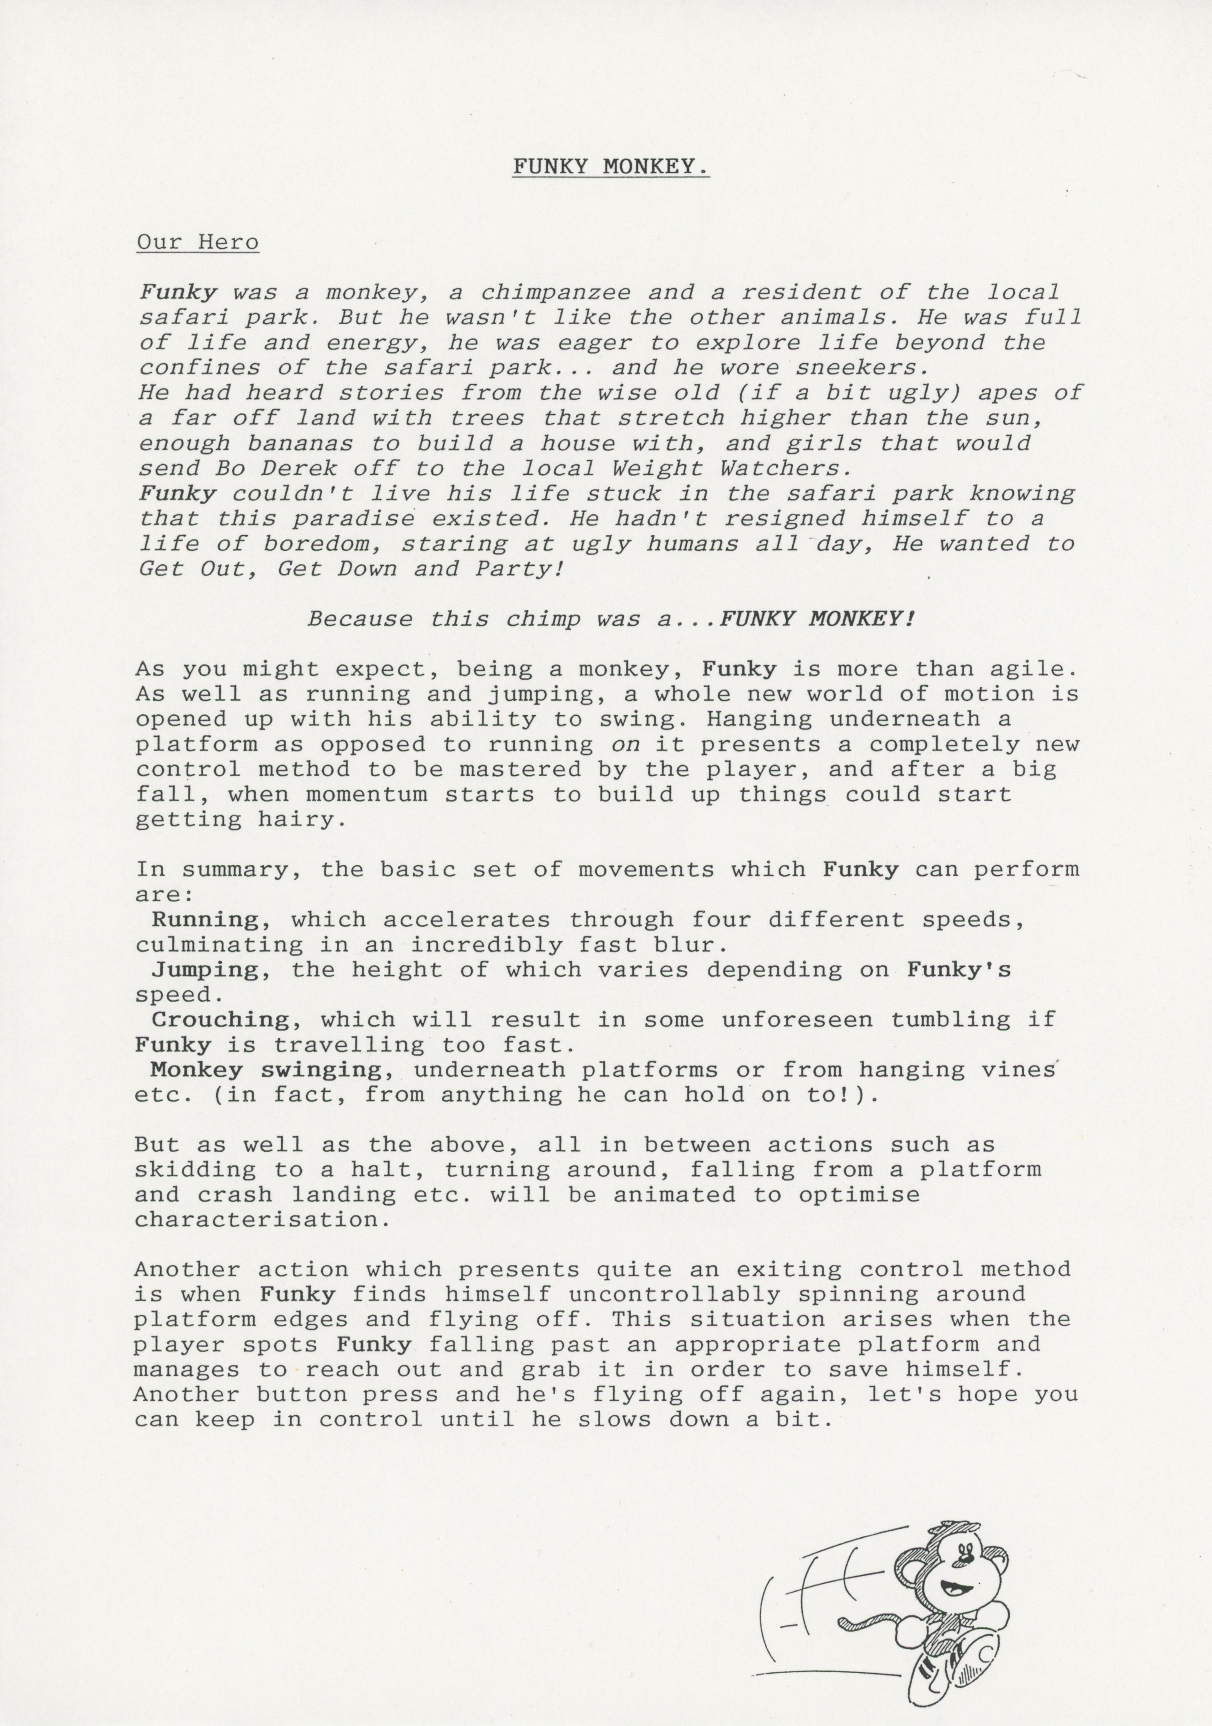 FUNKY MONKEY.
Our Hero
Funky was a monkey, a chimpanzee and a resident of the local
safari park. But he wasn't like the other animals. He was full
of life and energy, he was eager to explore life beyond the
confines of the safari park... and he wore sneekers.
He had heard stories from the wise old (if a bit ugly) apes of
a far off land with trees that stretch higher than the sun,
enough bananas to build a house with, and girls that would
send Bo Derek off to the local Weight Watchers.
Funky couldn't live his life stuck in the safari park knowing
that this paradise existed. He hadn't resigned himself to a
life of boredom, staring at ugly humans all day, He wanted to
Get Out, Get Down and Party!
Because this chimp was a...FUNKY MONKEY!
As you might expect, being a monkey, Funky is more than agile.
As well as running and jumping, a whole new world of motion is
opened up with his ability to swing. Hanging underneath a
platform as opposed to running on it presents a completely new
control method to be mastered by the player, and after a big
fall, when momentum starts to build up things could start
getting hairy.
In summary, the basic set of movements which Funky can perform
are:
Running, which accelerates through four different speeds,
culminating in an incredibly fast blur.
Jumping, the height of which varies depending on Funky's
speed.
Crouching, which will result in some unforeseen tumbling if
Funky is travelling too fast.
Monkey swinging, underneath platforms or from hanging vines
etc. (in fact, from anything he can hold on to!).
But as well as the above, all in between actions such as
skidding to a halt, turning around, falling from a platform
and crash landing etc. will be animated to optimise
characterisation.
Another action which presents quite an exiting control method
is when Funky finds himself uncontrollably spinning around
platform edges and flying off. This situation arises when the
player spots Funky falling past an appropriate platform and
manages to reach out and grab it in order to save himself.
Another button press and he's flying off again, let's hope you
can keep in control until he slows down a bit.